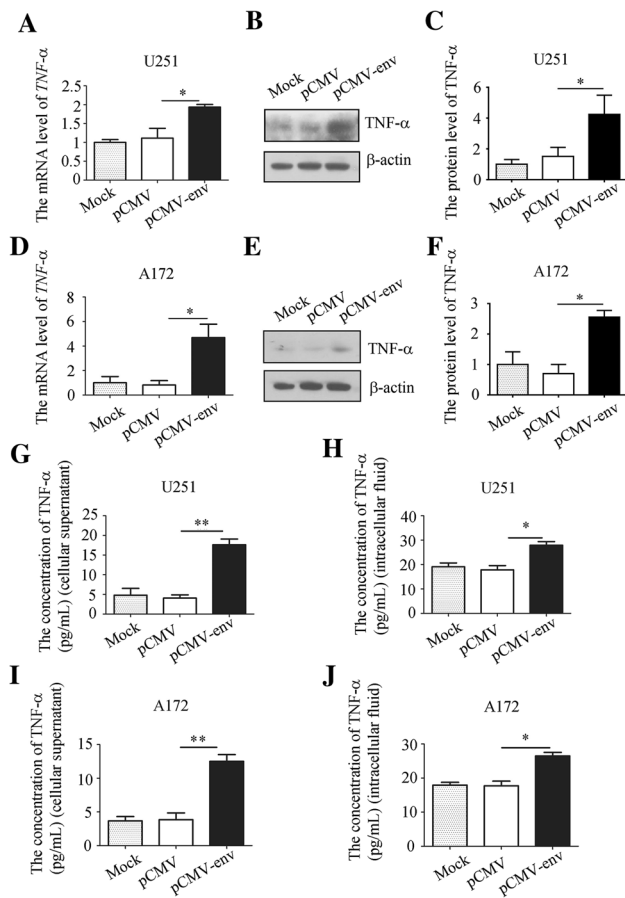 A
U251
The mRNA level of TNF-α
2.5
2
1.5
1
0.5
0
*
Mock
pCMV
pCMV-env
B
Mock
pCMV
pCMV-env
TNF-α
β-actin
C
U251
The protein level of TNF-α
6
4
2
0
*
Mock
pCMV
pCMV-env
D
A172
The mRNA level of TNF-α
8
6
4
2
0
*
Mock
pCMV
pCMV-env
E
Mock
pCMV
pCMV-env
TNF-α
β-actin
F
A172
The protein level of TNF-α
3
2
1
0
*
Mock
pCMV
pCMV-env
G
U251
The concentration of TNF-α
(pg/mL) (cellular supernatant)
25
20
15
10
5
0
**
Mock
pCMV
pCMV-env
H
U251
The concentration of TNF-α
(pg/mL) (intracellular fluid)
40
30
20
10
0
*
Mock
pCMV
pCMV-env
I
A172
The concentration of TNF-α
(pg/mL) (cellular supernatant)
15
10
5
0
**
Mock
pCMV
pCMV-env
J
A172
The concentration of TNF-α
(pg/mL) (intracellular fluid)
30
20
10
0
*
Mock
pCMV
pCMV-env